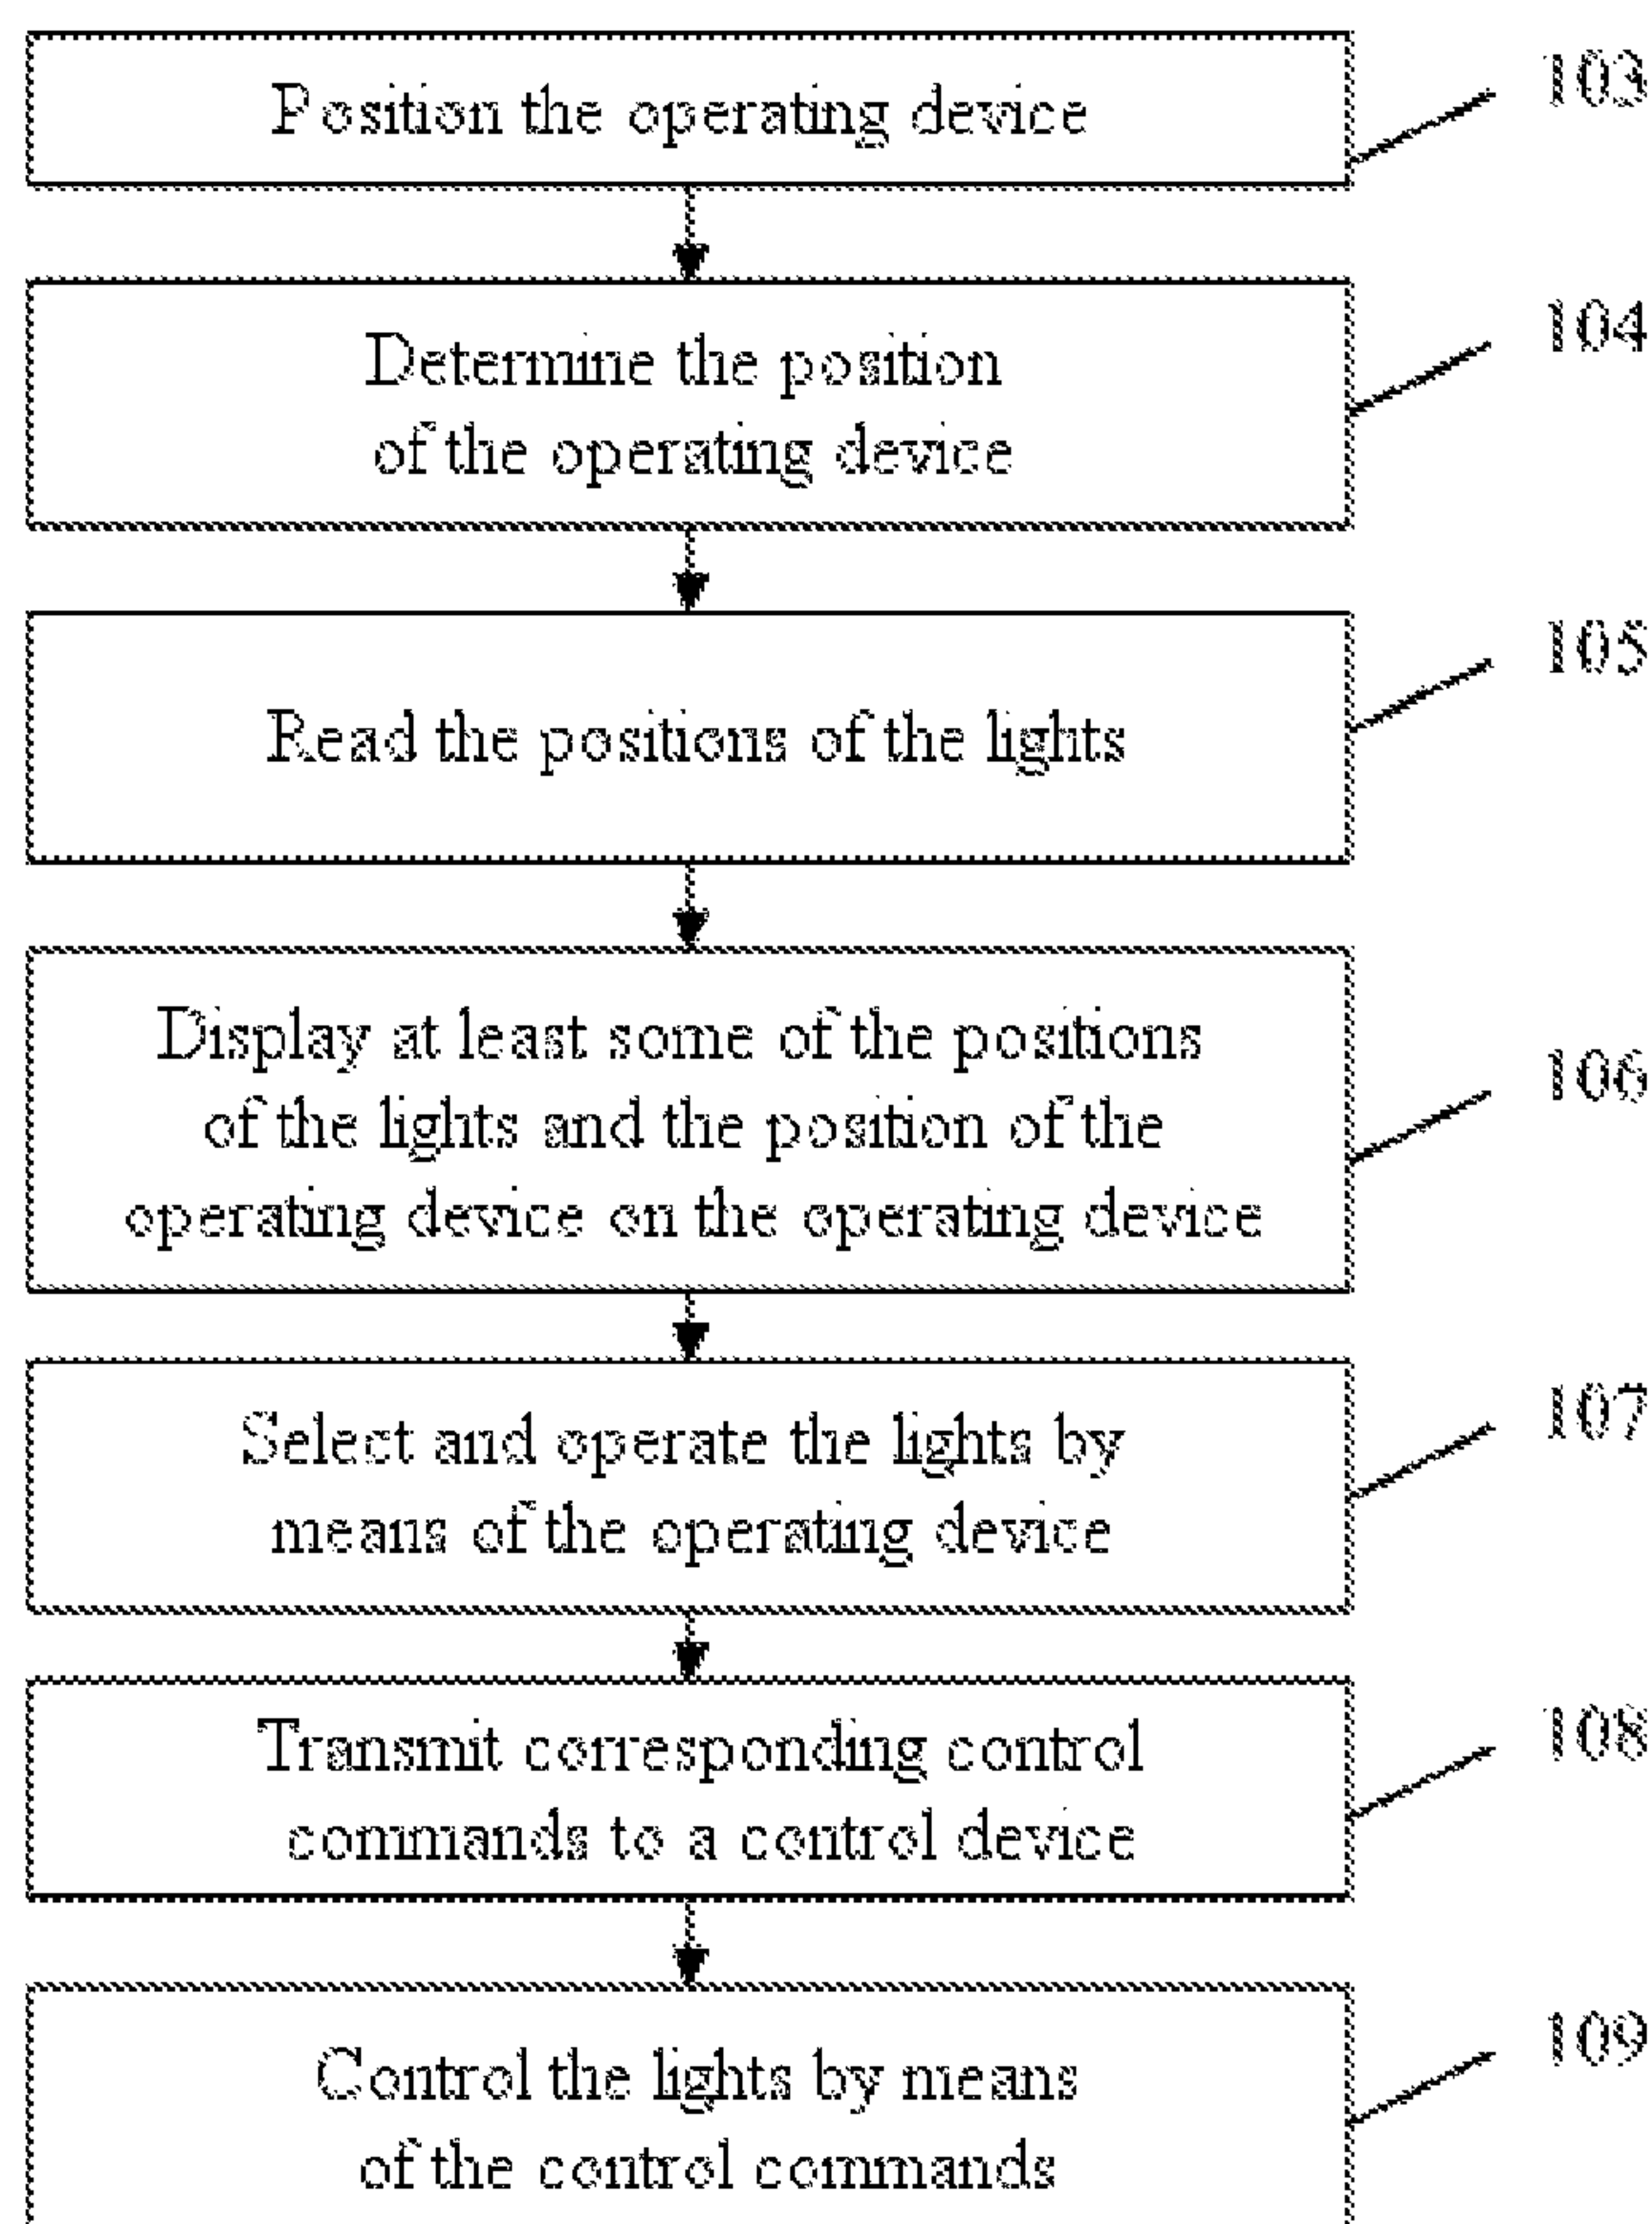 Position the operating device
103
Determine the position
of the operating device
104
Read the positions of the lights
105
Display at least some of the positions
of the lights and the position of the
operating device on the operating device
106
Select and operate the lights by
means of the operating device
107
Transmit corresponding control
commands to a control device
108
Control the lights by means
of the control commands
109